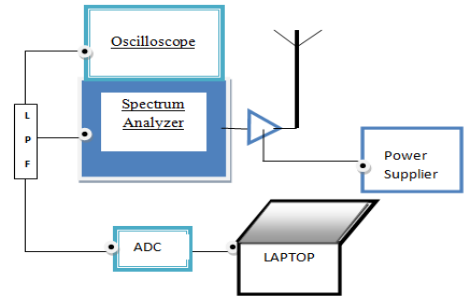 Oscilloscope
Spectrum
Analyzer
L
P
F
Power
Supplier
ADC
LAPTOP